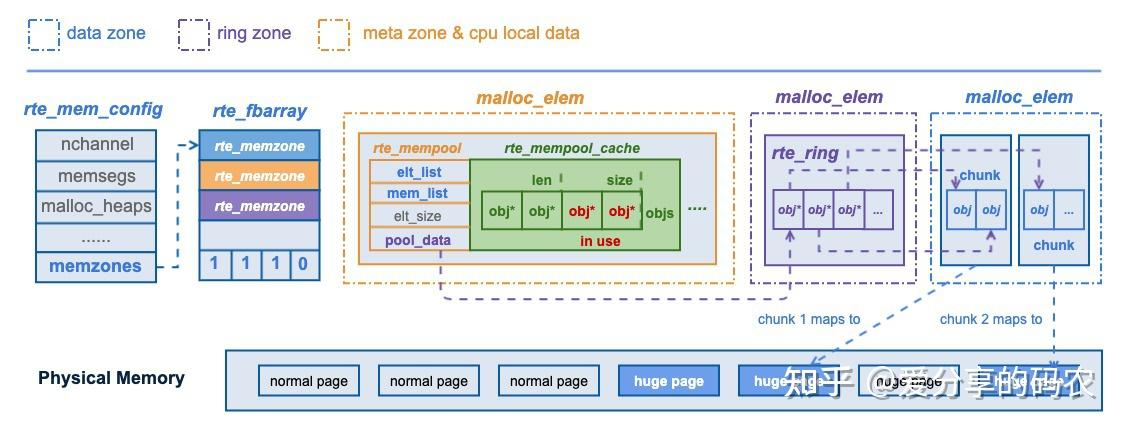 data zone
ring zone
meta zone & cpu local data
rte_mem_config
nchannel
memsegs
malloc_heaps
......
memzones
rte_fbarray
rte_memzone
rte_memzone
rte_memzone
1 1 1 0
malloc_elem
rte_mempool
elt_list
mem_list
elt_size
pool_data
rte_mempool_cache
len size
obj* obj* obj* obj* objs
in use
....
malloc_elem
rte_ring
obj* obj* obj* ...
malloc_elem
chunk
obj obj
obj ...
chunk
chunk 1 maps to
chunk 2 maps to
Physical Memory
normal page
normal page
normal page
huge page
huge page
normal page
huge page
知乎 @爱分享的码农